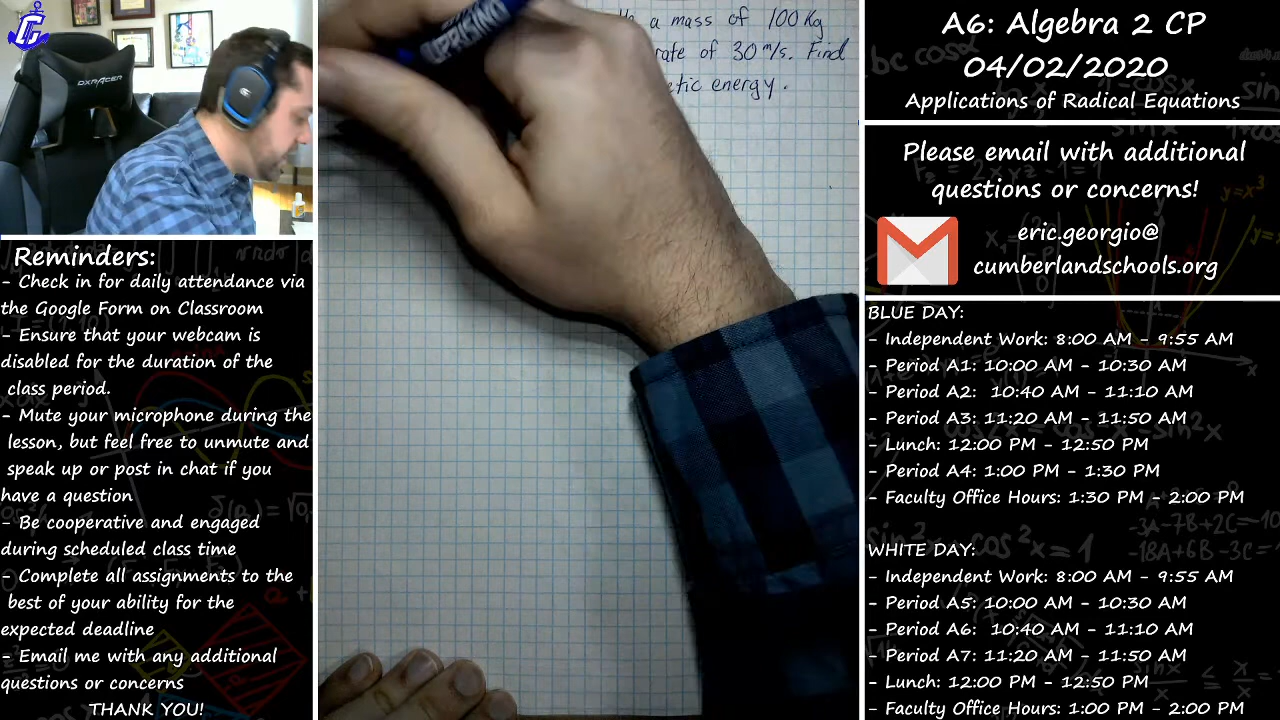 DXRACER
a mass of 100 Kg
rate of 30 m/s. Find
energy.
A6: Algebra 2 CP
04/02/2020
Applications of Radical Equations
Please email with additional
questions or concerns!
eric.georgio@
cumberlandschools.org
Reminders:
- Check in for daily attendance via
the Google Form on Classroom
- Ensure that your webcam is
disabled for the duration of the
class period.
- Mute your microphone during the
lesson, but feel free to unmute and
speak up or post in chat if you
have a question
- Be cooperative and engaged
during scheduled class time
- Complete all assignments to the
best of your ability for the
expected deadline
- Email me with any additional
questions or concerns
THANK YOU!
BLUE DAY:
- Independent Work: 8:00 AM - 9:55 AM
- Period A1: 10:00 AM - 10:30 AM
- Period A2: 10:40 AM - 11:10 AM
- Period A3: 11:20 AM - 11:50 AM
- Lunch: 12:00 PM - 12:50 PM
- Period A4: 1:00 PM - 1:30 PM
- Faculty Office Hours: 1:30 PM - 2:00 PM
WHITE DAY:
- Independent Work: 8:00 AM - 9:55 AM
- Period A5: 10:00 AM - 10:30 AM
- Period A6: 10:40 AM - 11:10 AM
- Period A7: 11:20 AM - 11:50 AM
- Lunch: 12:00 PM - 12:50 PM
- Faculty Office Hours: 1:00 PM - 2:00 PM